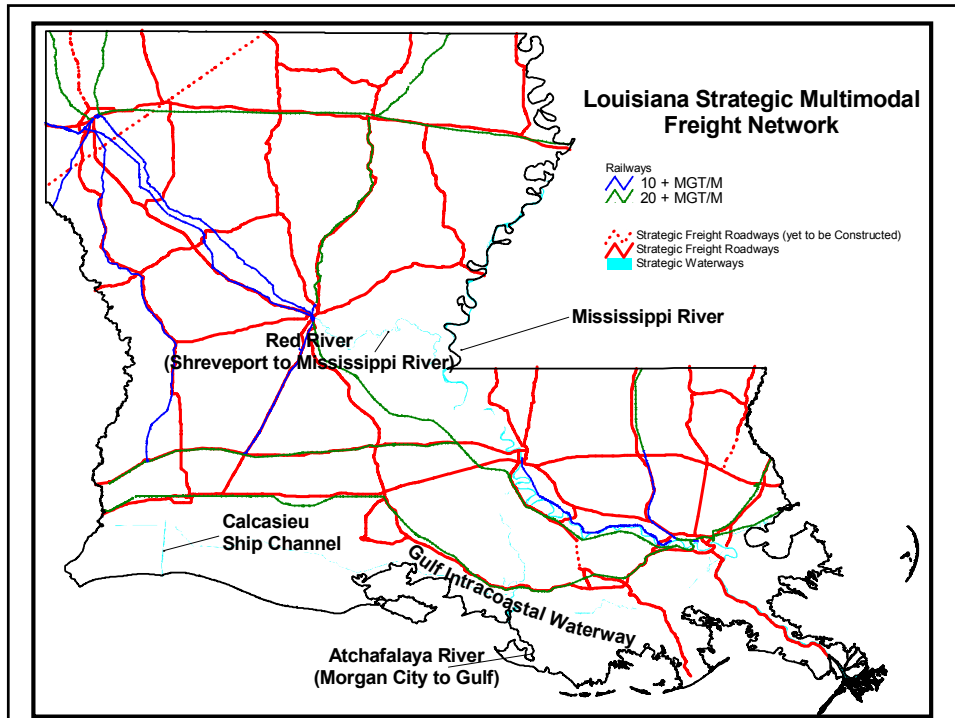 Louisiana Strategic Multimodal
Freight Network
Railways
10 + MGT/M
20 + MGT/M
Strategic Freight Roadways (yet to be Constructed)
Strategic Freight Roadways
Strategic Waterways
Mississippi River
Red River
(Shreveport to Mississippi River)
Calcasieu
Ship Channel
Gulf Intracoastal Waterway
Atchafalaya River
(Morgan City to Gulf)